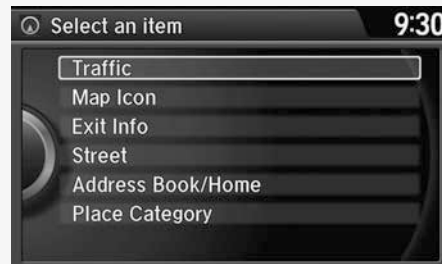 Select an item
9:30
Traffic
Map Icon
Exit Info
Street
Address Book/Home
Place Category